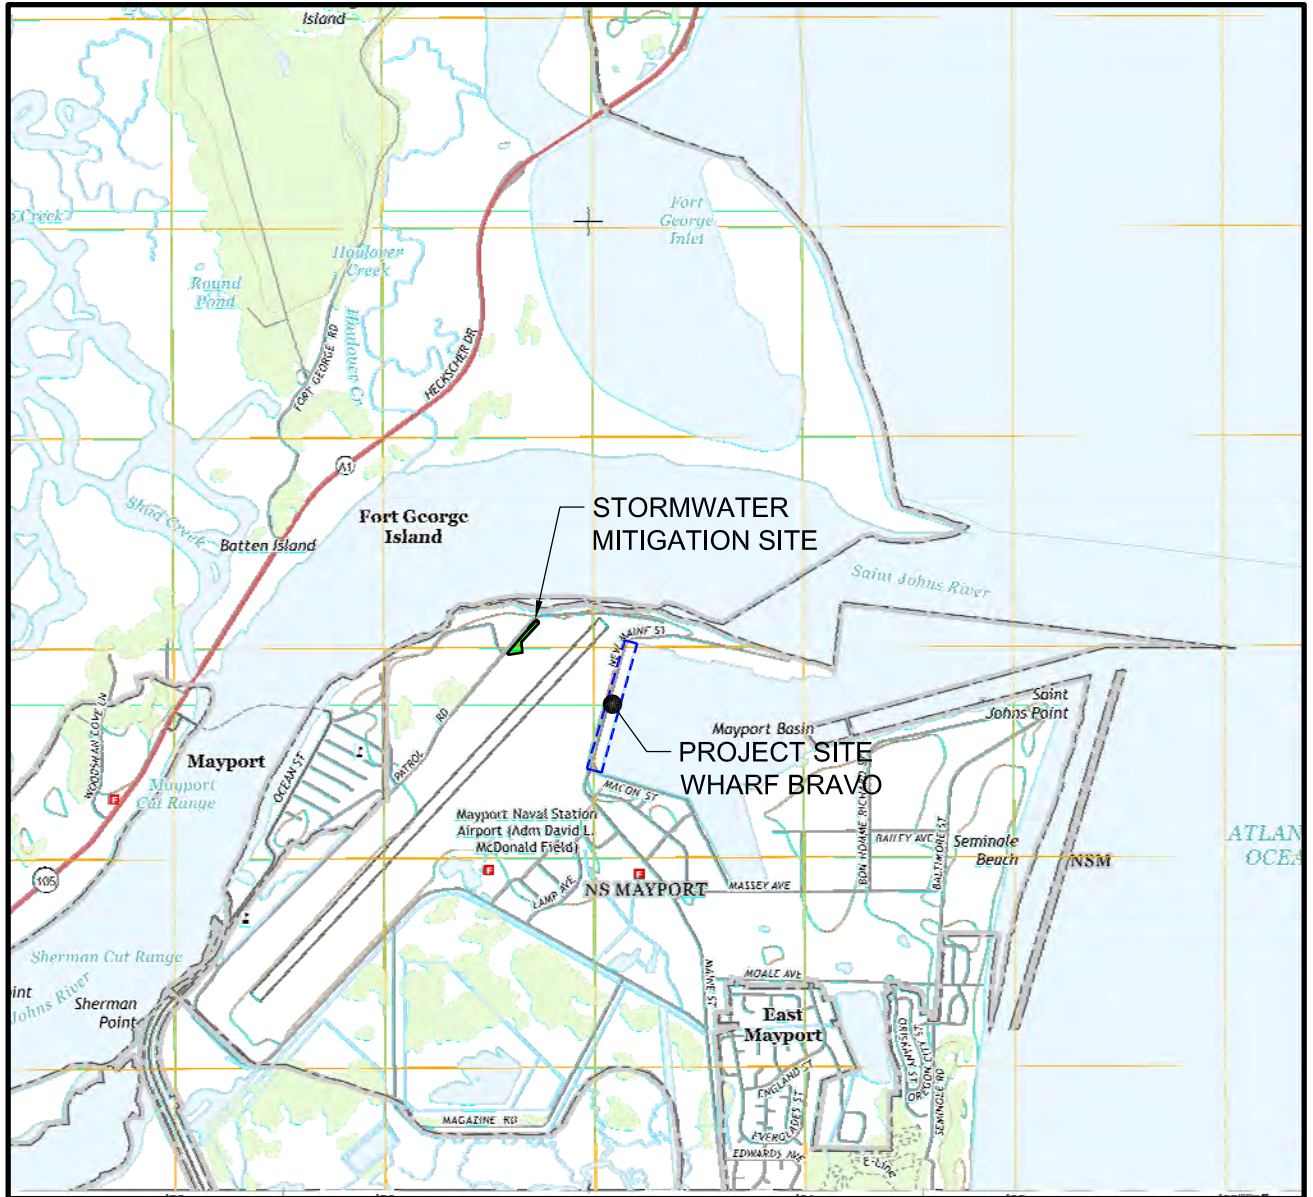 Island
Creek
Haulover
Creek
Round
Pond
Haulover Cr
FORT GEORGE RD
HECKSCHER DR
Fort
George
Inlet
A1
Shad Creek
Batten Island
Fort George
Island
STORMWATER
MITIGATION SITE
Saint Johns River
NEW MAINE ST
WOODSMAN COVE LN
Mayport
Mayport
Cut Range
OCEAN ST
PATROL
RD
Mayport Basin
Saint
Johns Point
PROJECT SITE
WHARF BRAVO
MACON ST
Mayport Naval Station
Airport (Adm David L.
McDonald Field)
F
F
F
LAMP AVE
NS MAYPORT
MASSEY AVE
BON HOMME RICHARD ST
BAILEY AVE
BALTIMORE ST
Seminole
Beach
NSM
ATLAN
OCEA
105
Sherman Cut Range
int
Johns River
Sherman
Point
MAINE ST
MOALE AVE
East
Mayport
ORISKANY ST
OREGON CITY ST
SEMINOLE RD
ENGLAND ST
EVERGLADES ST
EDWARDS AVE
E-Line
MAGAZINE RD